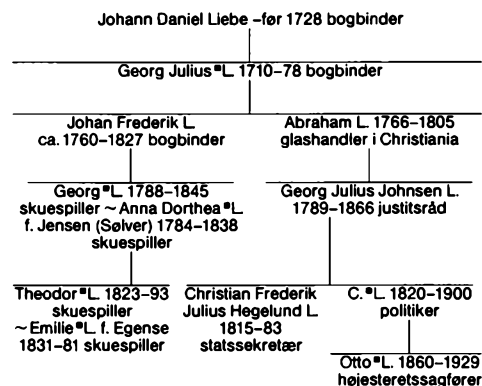 Johann Daniel Liebe –før 1728 bogbinder
Georg Julius ▪L. 1710–78 bogbinder
Johan Frederik L.
ca. 1760–1827 bogbinder
Abraham L. 1766–1805
glashandler i Christiania
Georg ▪L. 1788–1845
skuespiller ~ Anna Dorthea ▪L.
f. Jensen (Sølver) 1784–1838
skuespiller
Georg Julius Johnsen L.
1789–1866 justitsråd
Theodor ▪L. 1823–93
skuespiller
~ Emilie ▪L. f. Egense
1831–81 skuespiller
Christian Frederik
Julius Hegelund L.
1815–83
statssekretær
C. ▪L. 1820–1900
politiker
Otto ▪L. 1860–1929
højesteretssagfører